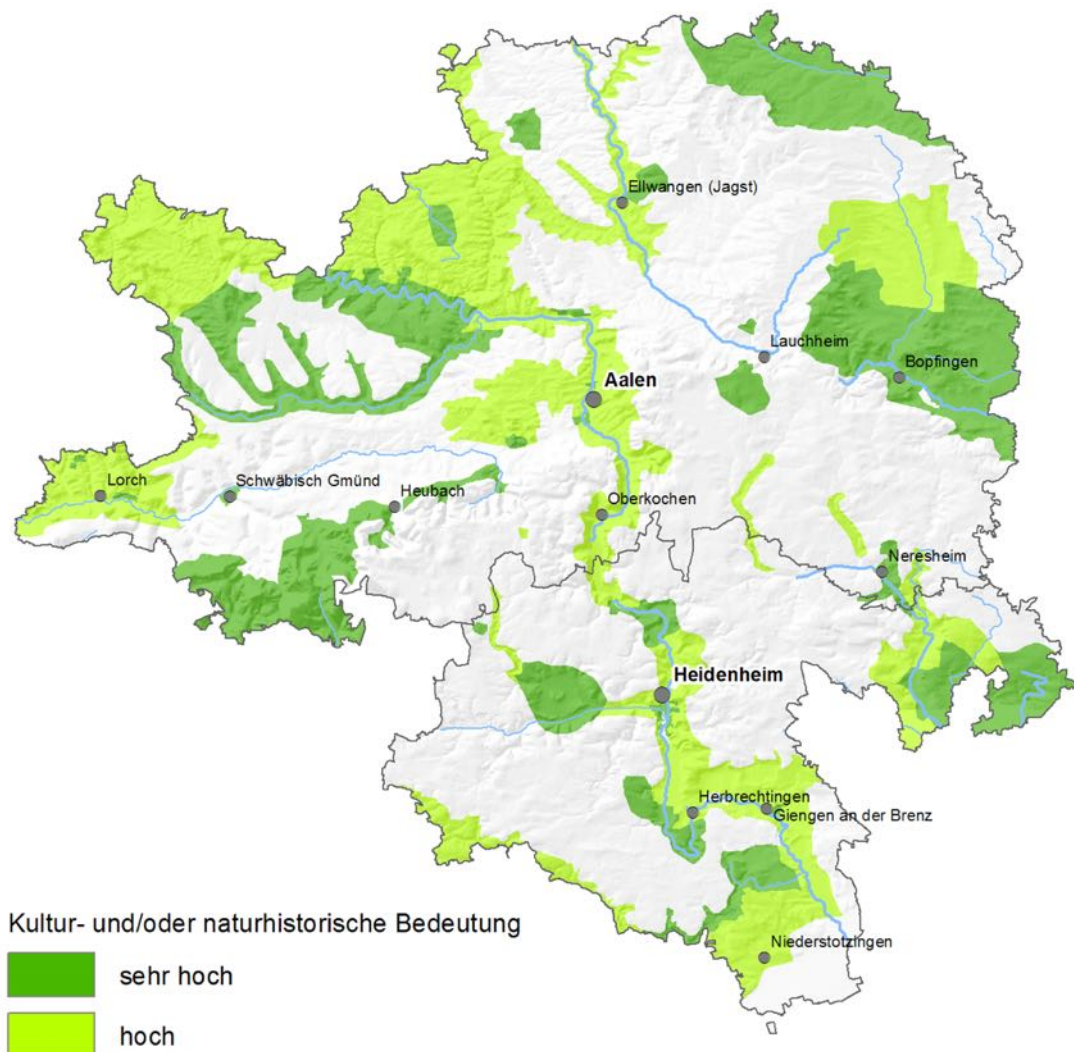 Ellwangen (Jagst)
Lauchheim
Bopfingen
Aalen
Lorch
Schwäbisch Gmünd
Heubach
Oberkochen
Neresheim
Heidenheim
Herbrechtingen
Giengen an der Brenz
Niederstotzingen
Kultur- und/oder naturhistorische Bedeutung
sehr hoch
hoch